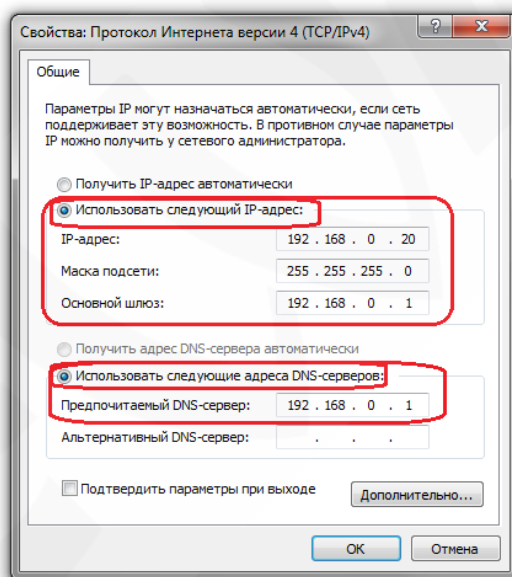 Свойства: Протокол Интернета версии 4 (TCP/IPv4)
?
x
Общие
Параметры IP могут назначаться автоматически, если сеть
поддерживает эту возможность. В противном случае параметры
IP можно получить у сетевого администратора.
Получить IP-адрес автоматически
Использовать следующий IP-адрес:
IP-адрес: 192 . 168 . 0 . 20
Маска подсети: 255 . 255 . 255 . 0
Основной шлюз: 192 . 168 . 0 . 1
Получить адрес DNS-сервера автоматически
Использовать следующие адреса DNS-серверов:
Предпочитаемый DNS-сервер: 192 . 168 . 0 . 1
Альтернативный DNS-сервер: . . .
Подтвердить параметры при выходе
Дополнительно...
OK Отмена